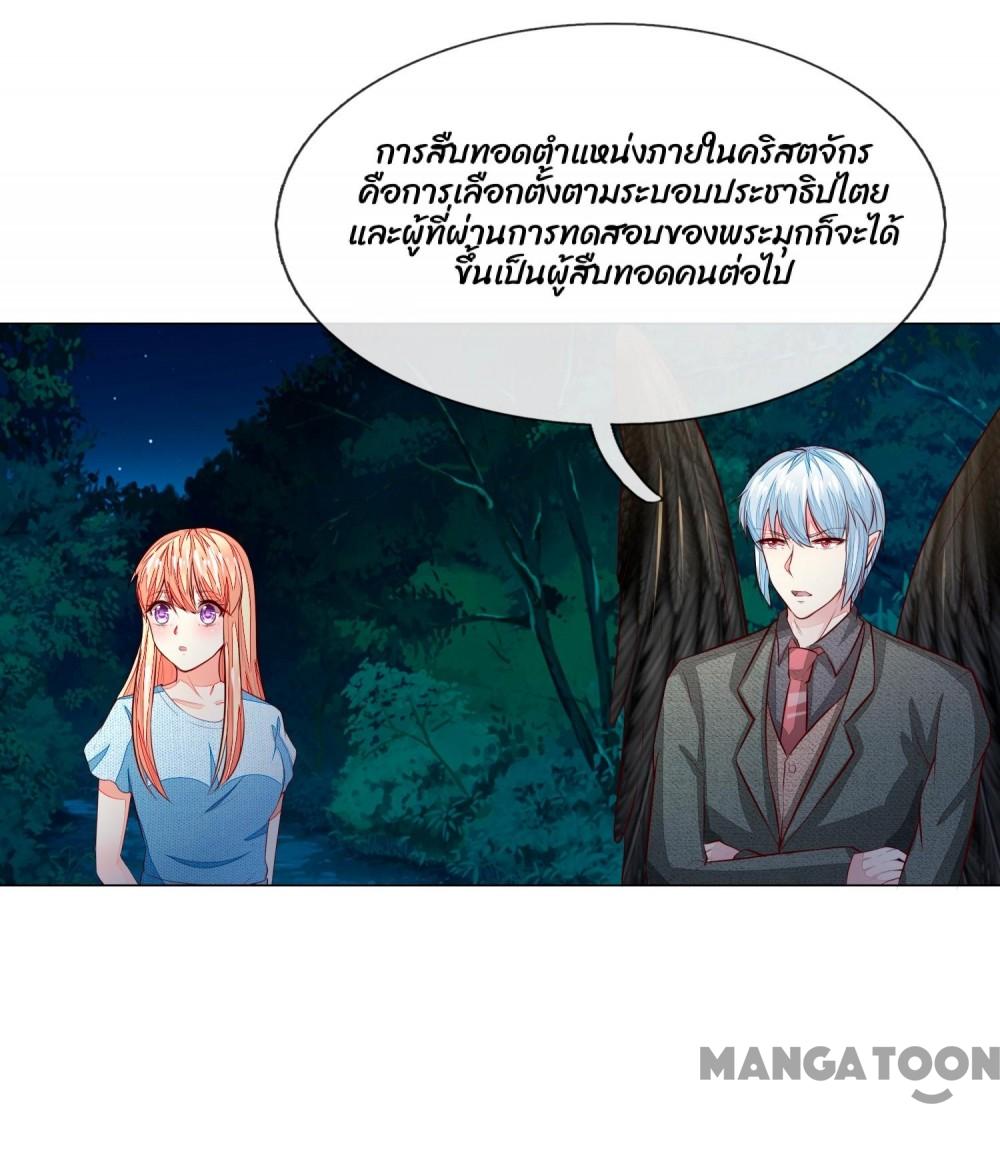 การสืบทอดตำแหน่งภายในคริสตจักร
คือการเลือกตั้งตามระบอบประชาธิปไตย
และผู้ที่ผ่านการทดสอบของพระมุกก็จะได้
ขึ้นเป็นผู้สืบทอดคนต่อไป
MANGATOON